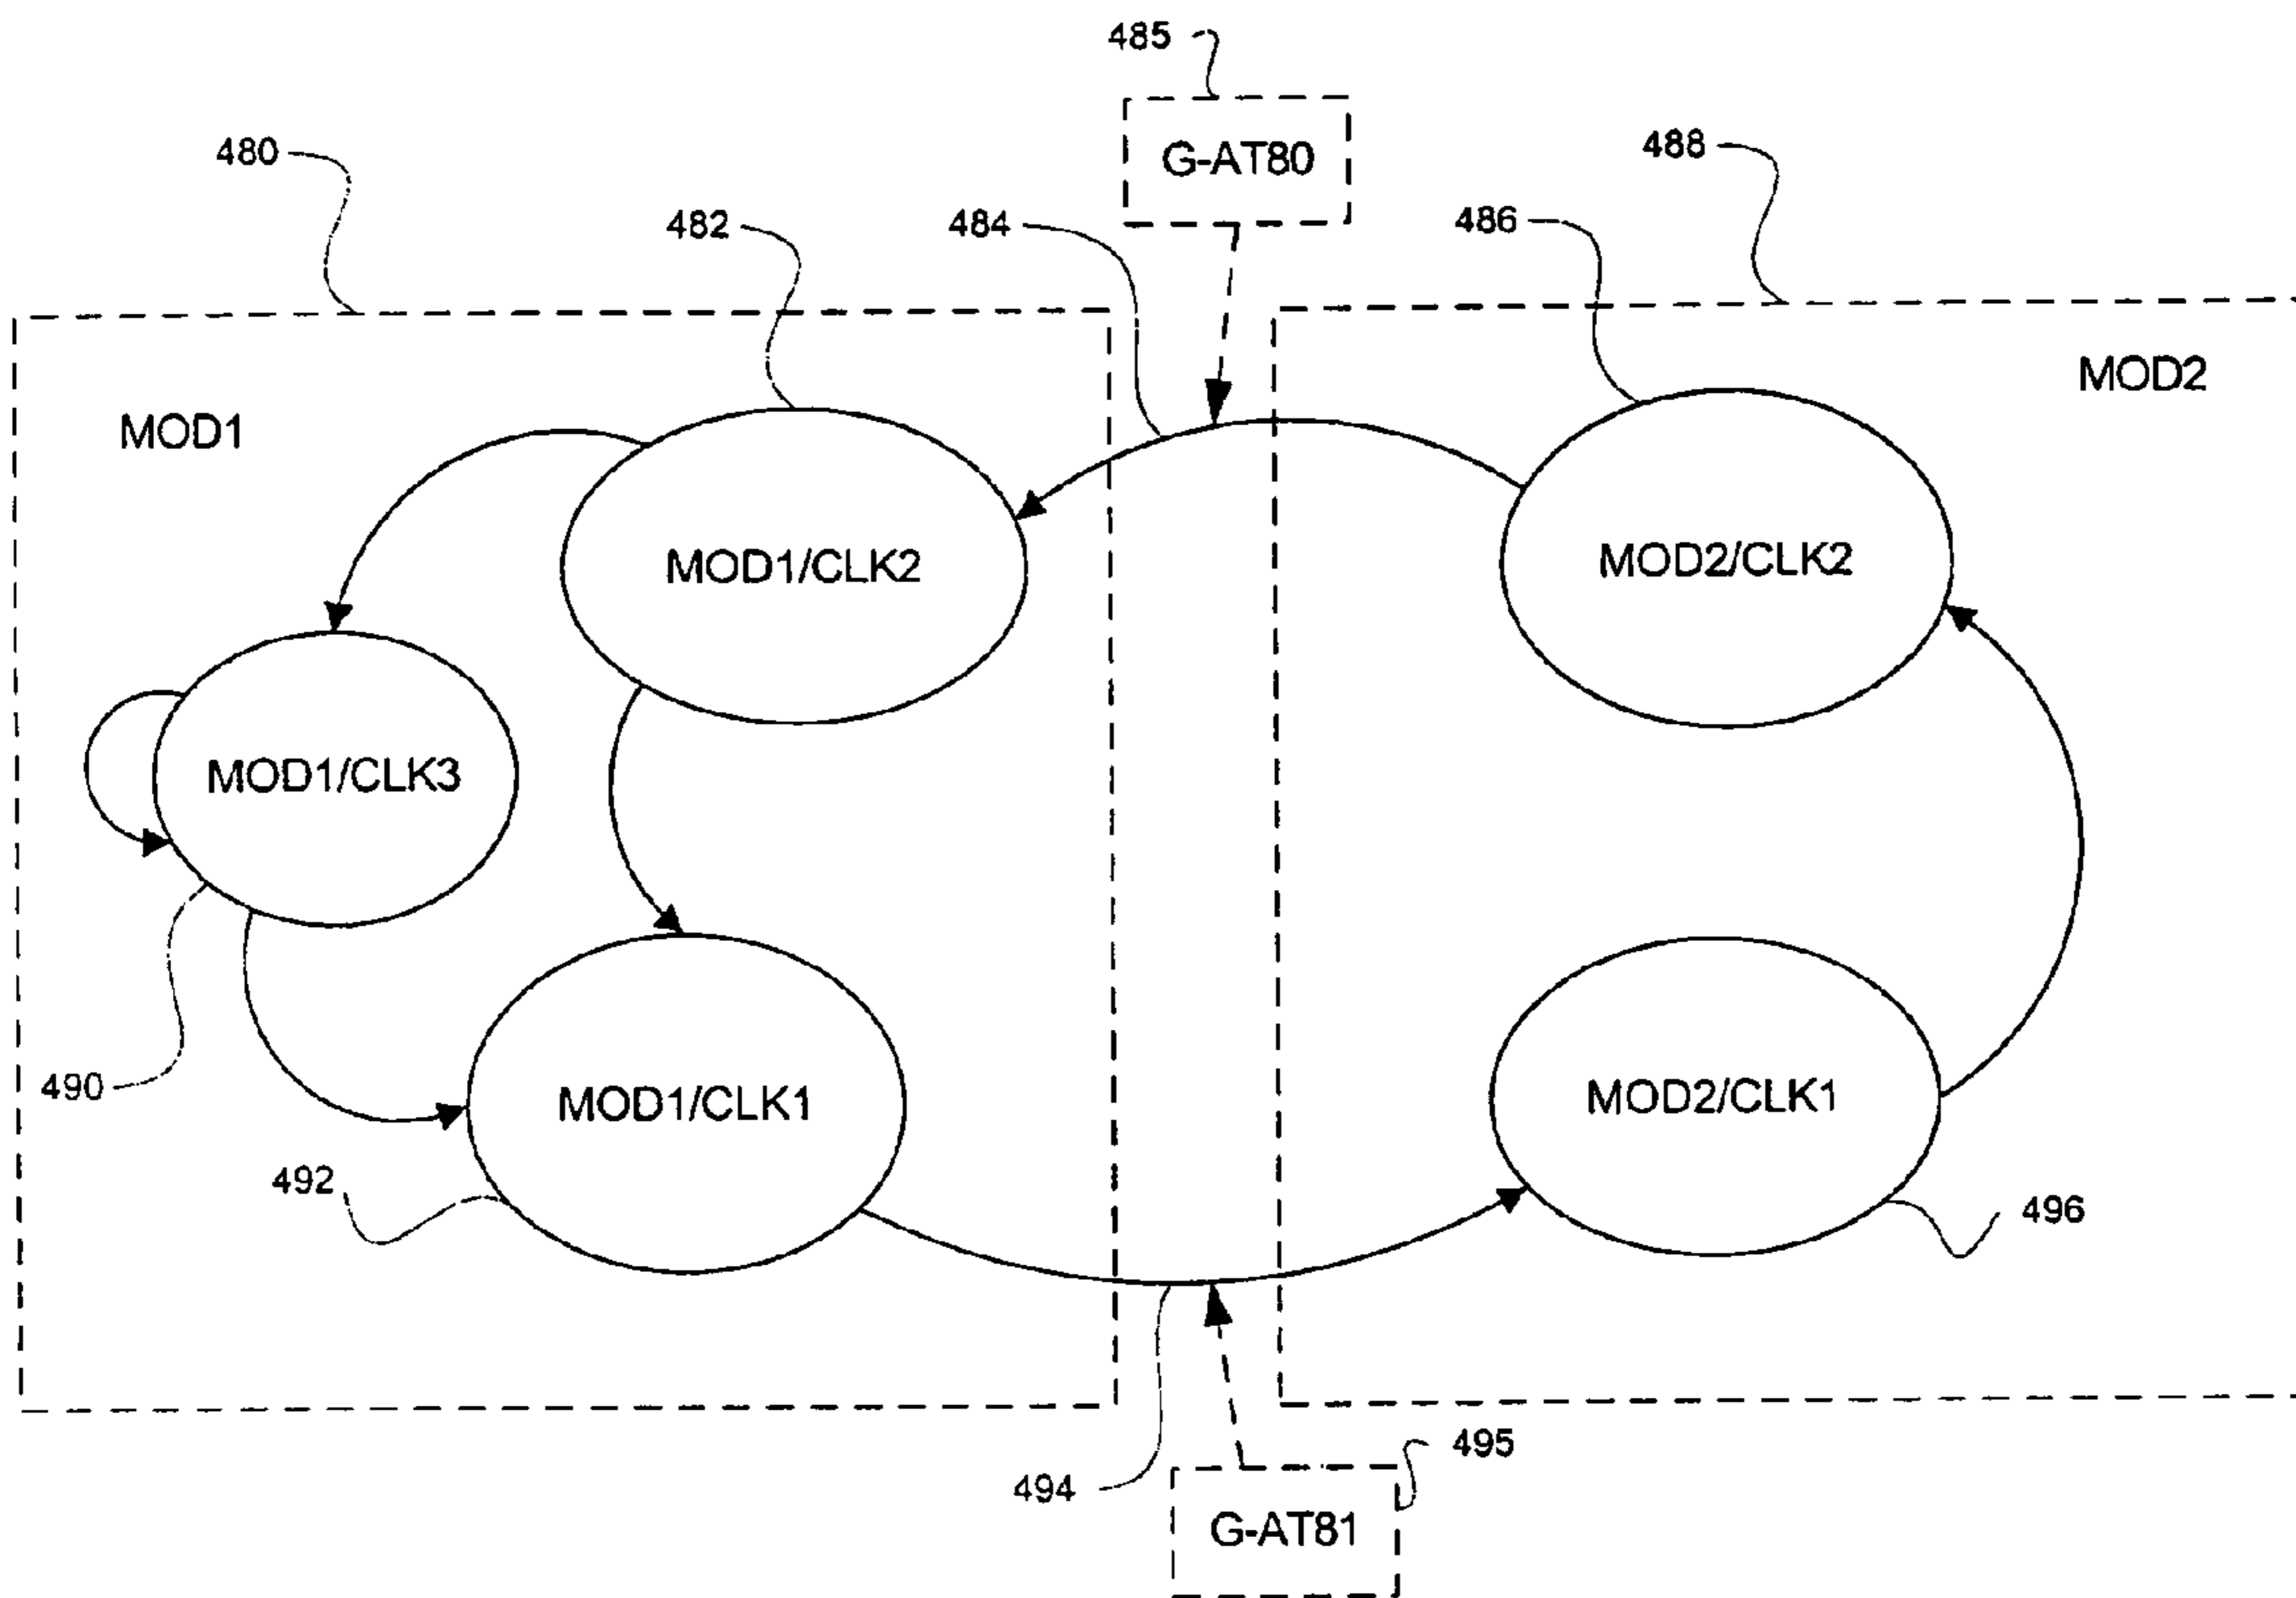 485
G-AT80
480
488
482
484
486
MOD1
MOD2
MOD1/CLK2
MOD2/CLK2
MOD1/CLK3
490
MOD1/CLK1
MOD2/CLK1
492
496
494
495
G-AT81